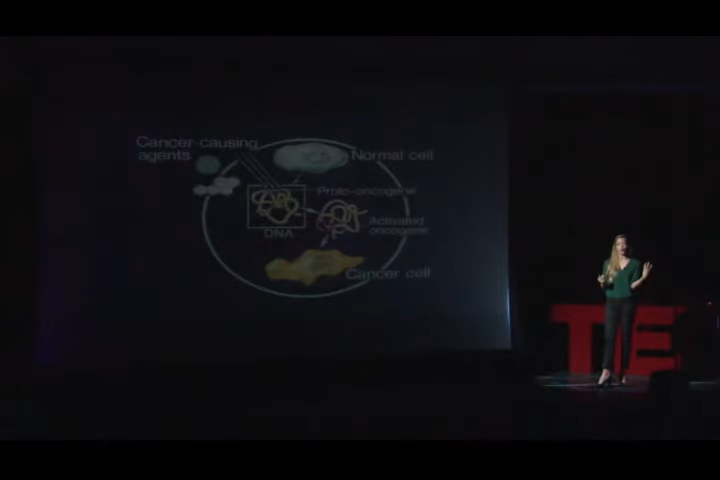 Cancer-causing
agents
Normal cell
Proto-oncogene
Activated
oncogene
DNA
Cancer cell
TE